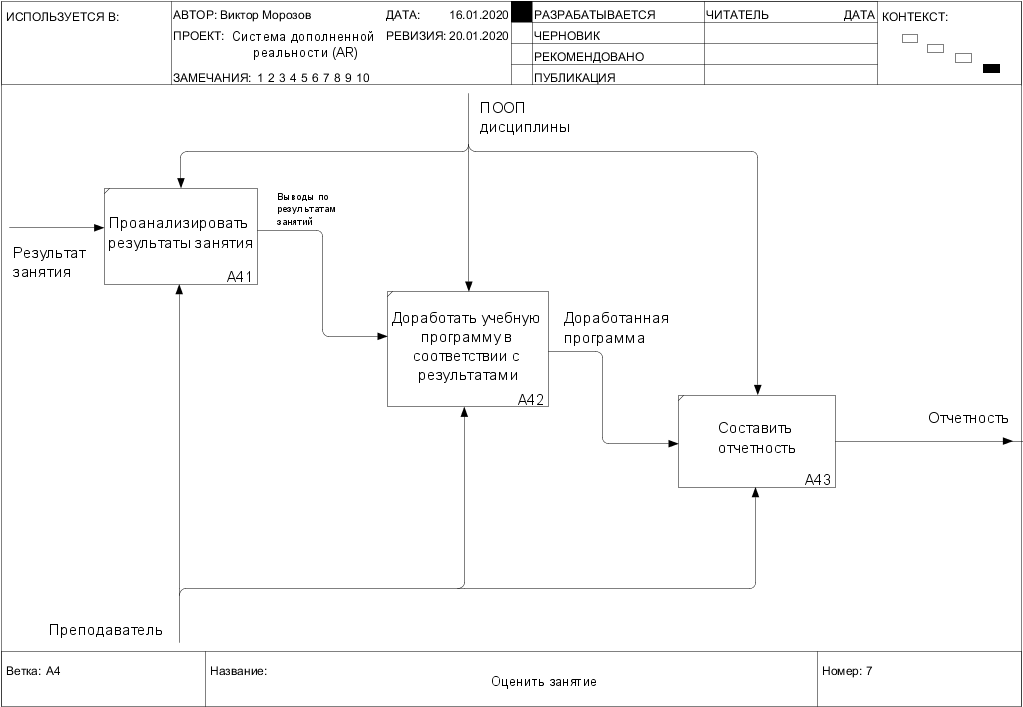 ИСПОЛЬЗУЕТСЯ В:
АВТОР: Виктор Морозов
ДАТА: 16.01.2020
ПРОЕКТ: Система дополненной
реальности (AR)
РЕВИЗИЯ: 20.01.2020
ЗАМЕЧАНИЯ: 1 2 3 4 5 6 7 8 9 10
РАЗРАБАТЫВАЕТСЯ
ЧЕРНОВИК
РЕКОМЕНДОВАНО
ПУБЛИКАЦИЯ
ЧИТАТЕЛЬ ДАТА
КОНТЕКСТ:
ПООП
дисциплины
Результат
занятия
Проанализировать
результаты занятия
A41
Выводы по
результатам
занятий
Доработать учебную
программу в
соответствии с
результатами
A42
Доработанная
программа
Составить
отчетность
A43
Отчетность
Преподаватель
Ветка: A4
Название:
Оценить занятие
Номер: 7